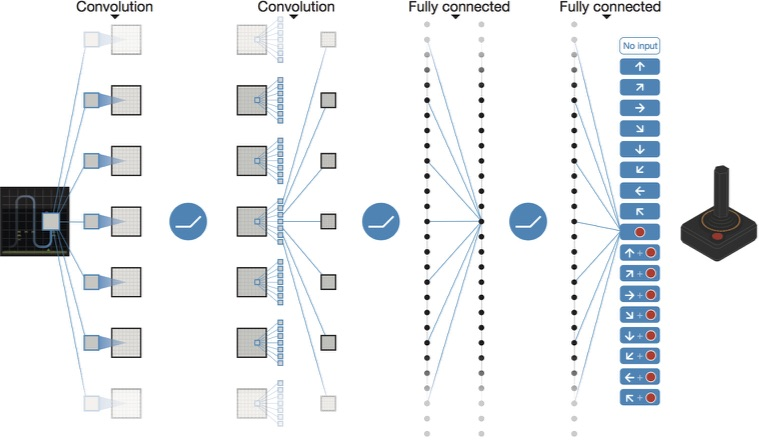 Convolution
Convolution
Fully connected
Fully connected
No input
+
+
+
+
+
+
+
+